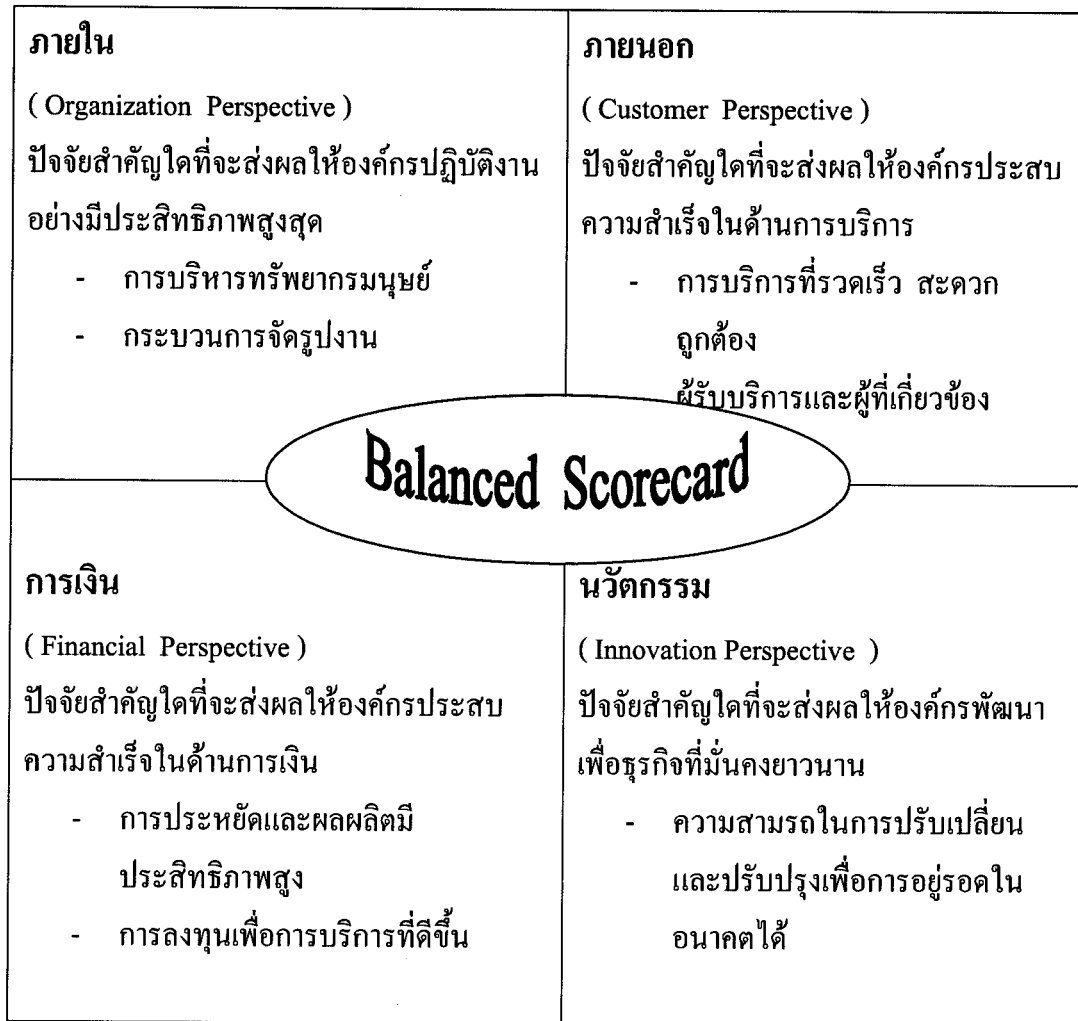 ภายใน
( Organization Perspective )
ปัจจัยสำคัญใดที่จะส่งผลให้องค์กรปฏิบัติงาน
อย่างมีประสิทธิภาพสูงสุด
- การบริหารทรัพยากรมนุษย์
- กระบวนการจัดรูปงาน
ภายนอก
( Customer Perspective )
ปัจจัยสำคัญใดที่จะส่งผลให้องค์กรประสบ
ความสำเร็จในด้านการบริการ
- การบริการที่รวดเร็ว สะดวก
ถูกต้อง
ผู้รับบริการและผู้ที่เกี่ยวข้อง
Balanced Scorecard
การเงิน
( Financial Perspective )
ปัจจัยสำคัญใดที่จะส่งผลให้องค์กรประสบ
ความสำเร็จในด้านการเงิน
- การประหยัดและผลผลิตมี
ประสิทธิภาพสูง
- การลงทุนเพื่อการบริการที่ดีขึ้น
นวัตกรรม
( Innovation Perspective )
ปัจจัยสำคัญใดที่จะส่งผลให้องค์กรพัฒนา
เพื่อธุรกิจที่มั่นคงยาวนาน
- ความสามรถในการปรับเปลี่ยน
และปรับปรุงเพื่อการอยู่รอดใน
อนาคตได้